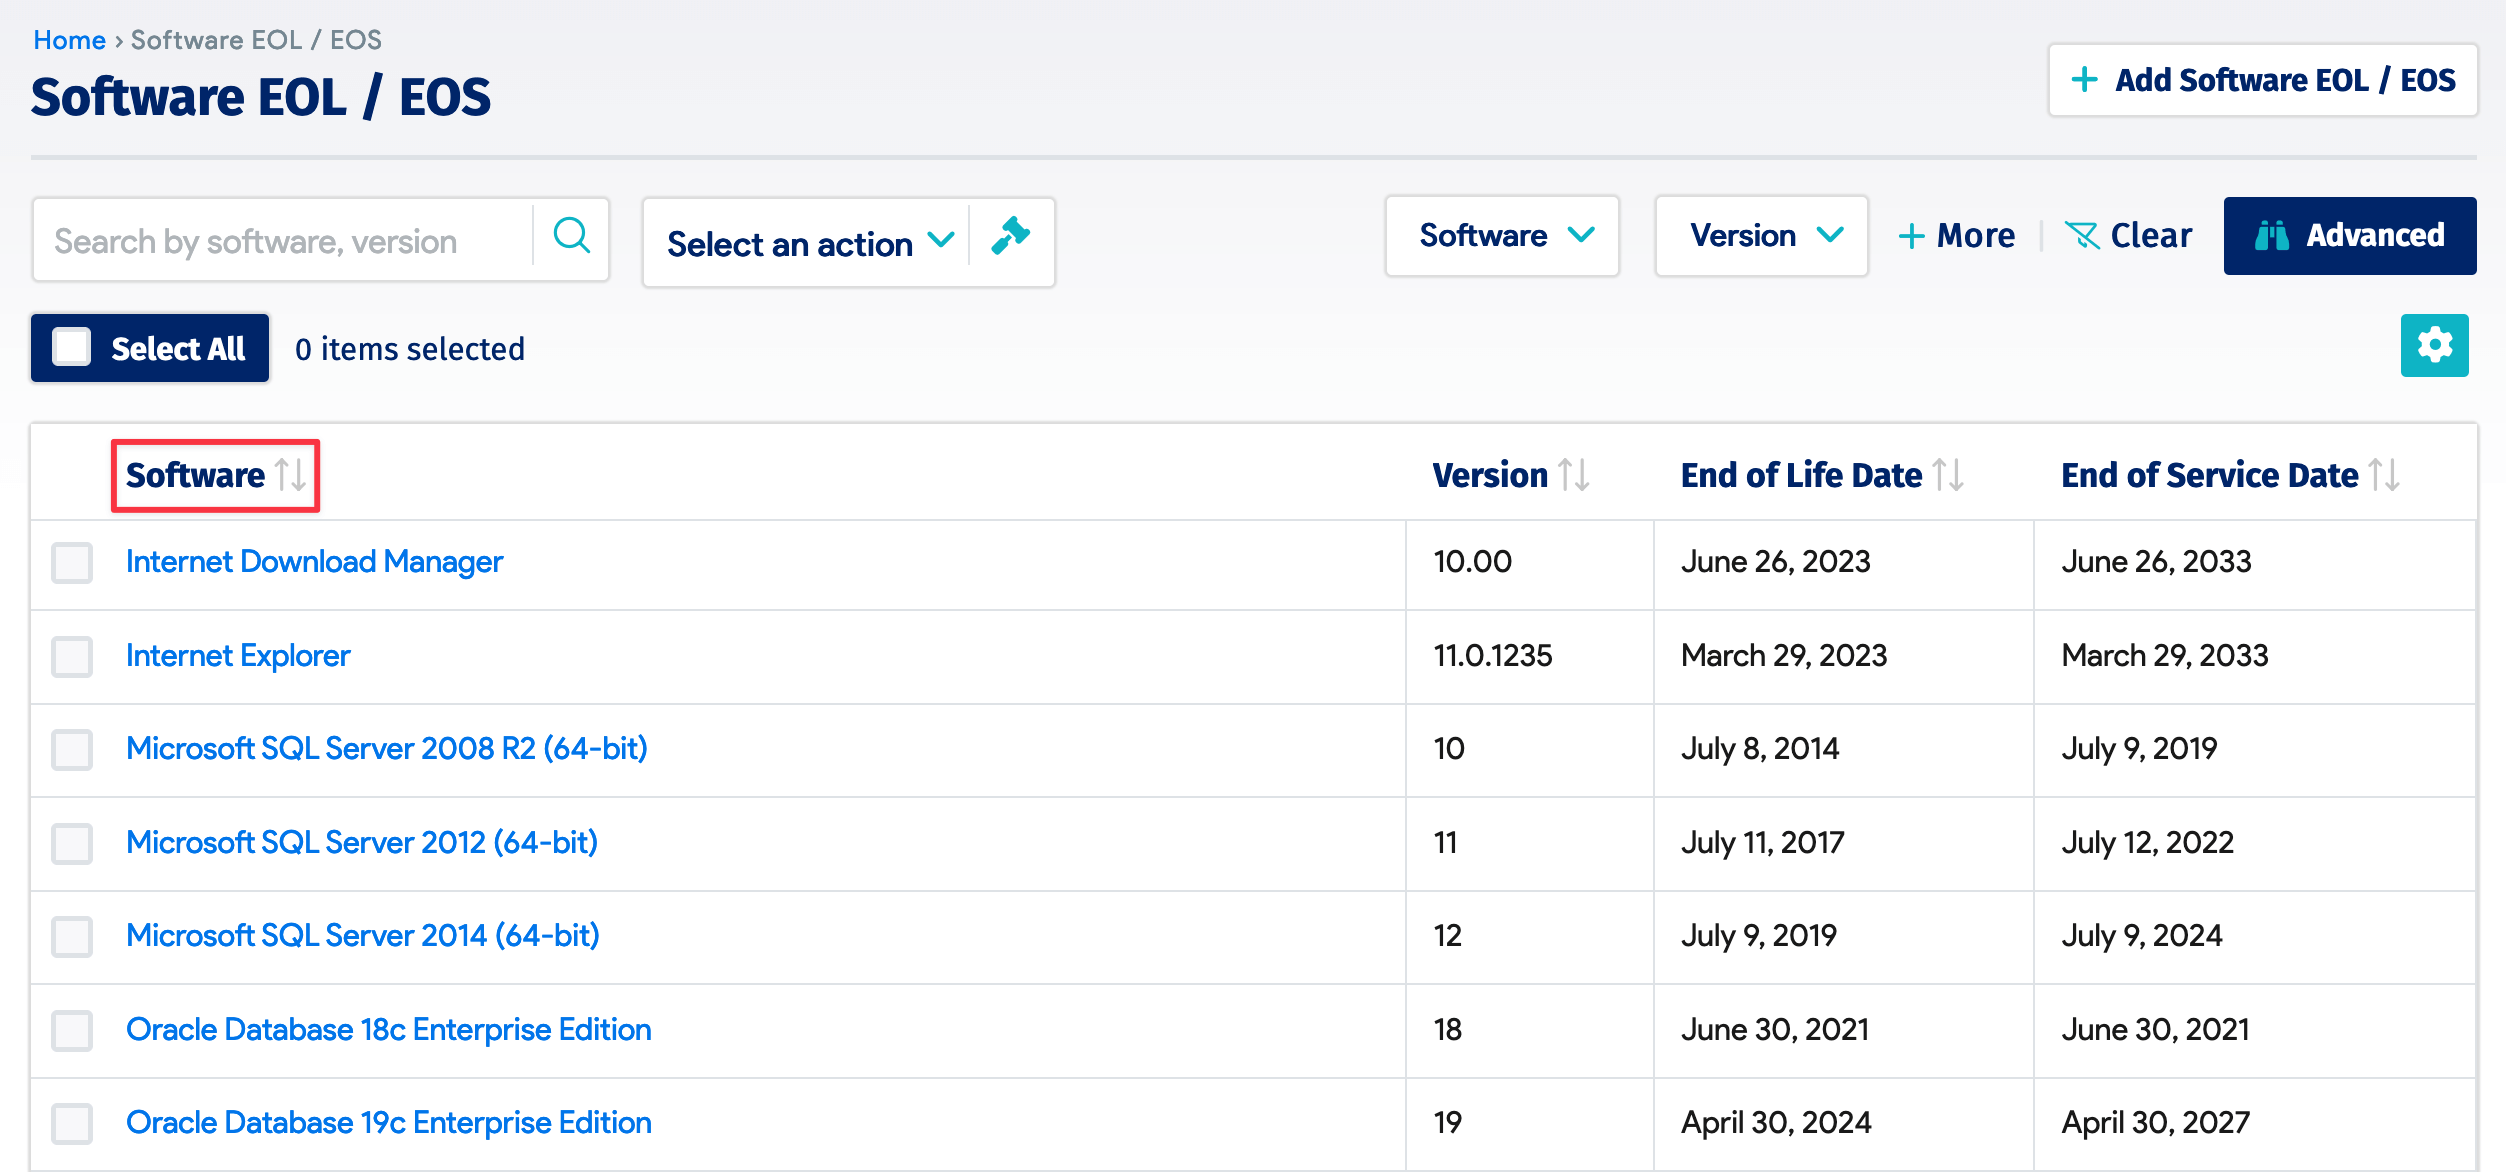 Home › Software EOL / EOS
Software EOL / EOS
+ Add Software EOL / EOS
Search by software, version
Select an action
Software
Version
+ More
Clear
Advanced
Select All
0 items selected
Software Version End of Life Date End of Service Date
Internet Download Manager 10.00 June 26, 2023 June 26, 2033
Internet Explorer 11.0.1235 March 29, 2023 March 29, 2033
Microsoft SQL Server 2008 R2 (64-bit) 10 July 8, 2014 July 9, 2019
Microsoft SQL Server 2012 (64-bit) 11 July 11, 2017 July 12, 2022
Microsoft SQL Server 2014 (64-bit) 12 July 9, 2019 July 9, 2024
Oracle Database 18c Enterprise Edition 18 June 30, 2021 June 30, 2021
Oracle Database 19c Enterprise Edition 19 April 30, 2024 April 30, 2027